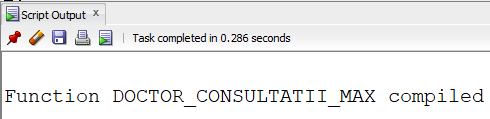 Script Output x
Task completed in 0.286 seconds
Function DOCTOR_CONSULTATII_MAX compiled